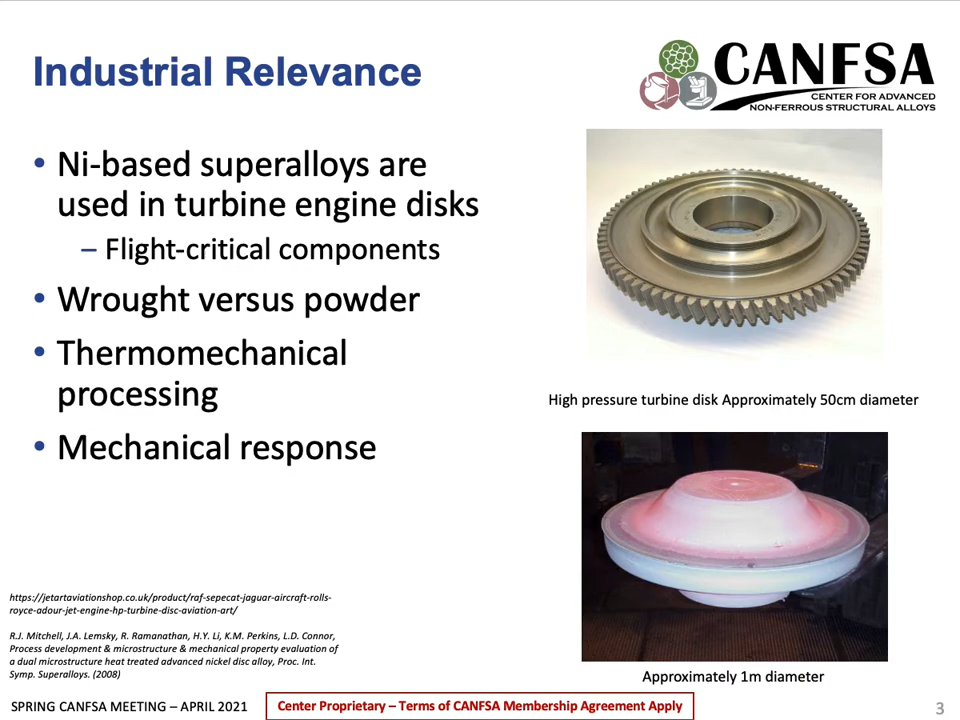 Industrial Relevance
CANFSA
CENTER FOR ADVANCED
NON-FERROUS STRUCTURAL ALLOYS
• Ni-based superalloys are
used in turbine engine disks
– Flight-critical components
• Wrought versus powder
• Thermomechanical
processing
• Mechanical response
High pressure turbine disk Approximately 50cm diameter
Approximately 1m diameter
https://jetartaviationshop.co.uk/product/raf-sepecat-jaguar-aircraft-rolls-
royce-adour-jet-engine-hp-turbine-disc-aviation-art/
R.J. Mitchell, J.A. Lemsky, R. Ramanathan, H.Y. Li, K.M. Perkins, L.D. Connor,
Process development & microstructure & mechanical property evaluation of
a dual microstructure heat treated advanced nickel disc alloy, Proc. Int.
Symp. Superalloys. (2008)
SPRING CANFSA MEETING – APRIL 2021
Center Proprietary – Terms of CANFSA Membership Agreement Apply
3